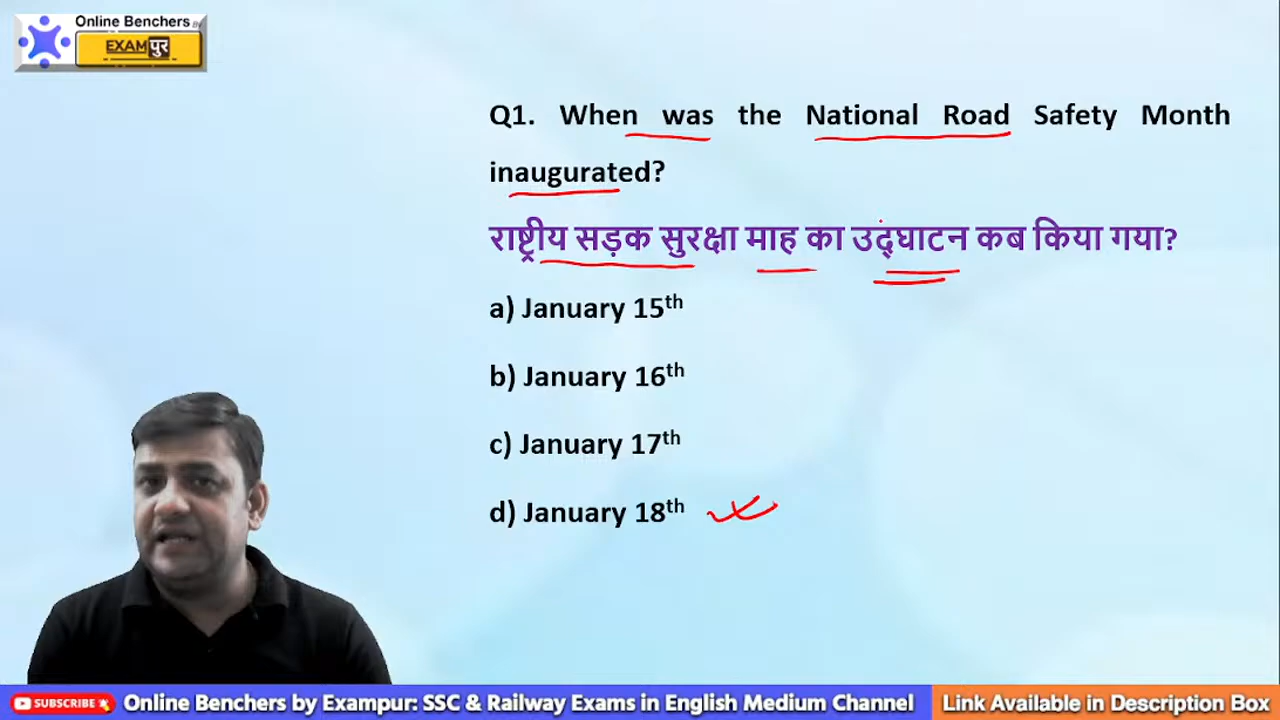 Online Benchers By
EXAMपुर
Q1. When was the National Road Safety Month
inaugurated?
राष्ट्रीय सड़क सुरक्षा माह का उद्घाटन कब किया गया?
a) January 15th
b) January 16th
c) January 17th
d) January 18th
SUBSCRIBE Online Benchers by Exampur: SSC & Railway Exams in English Medium Channel Link Available in Description Box